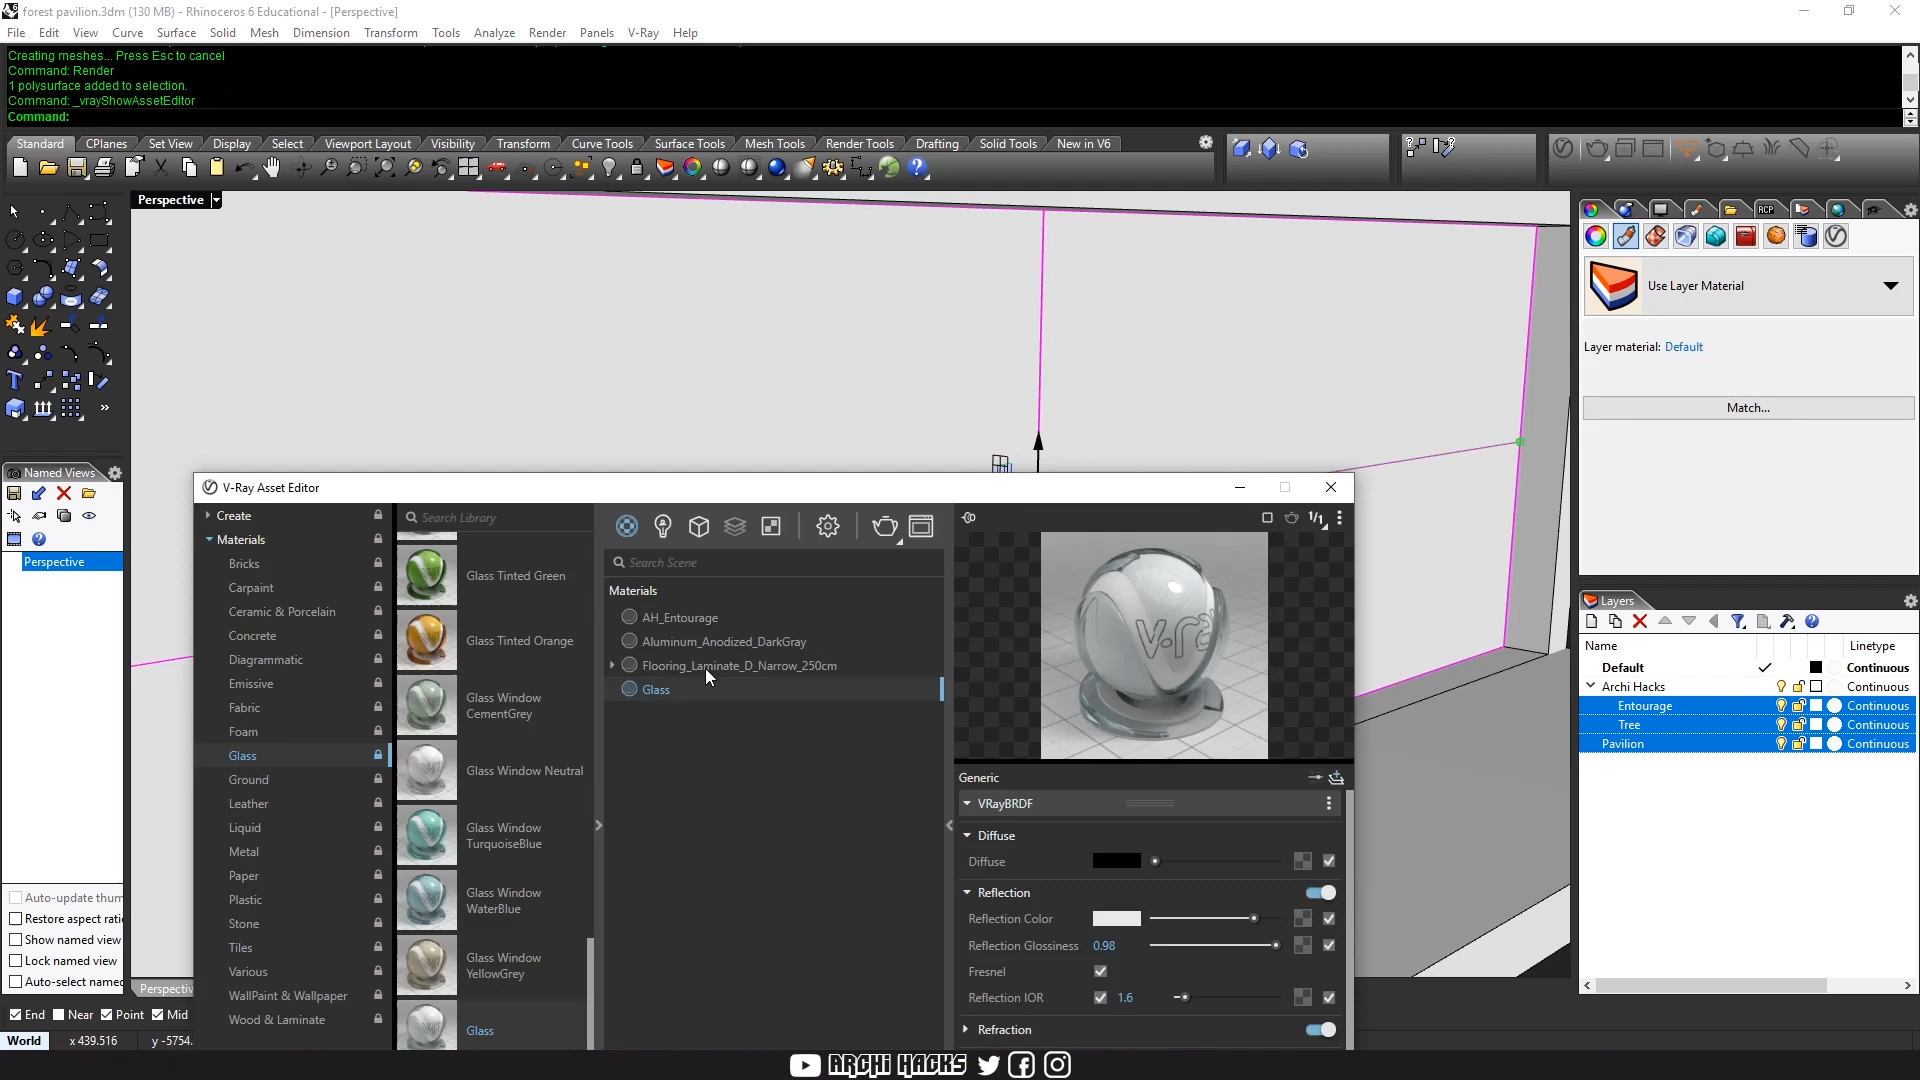 forest pavilion.3dm (130 MB) - Rhinoceros 6 Educational - [Perspective]
File Edit View Curve Surface Solid Mesh Dimension Transform Tools Analyze Render Panels V-Ray Help
Creating meshes... Press Esc to cancel
Command: Render
1 polysurface added to selection.
Command: _vrayShowAssetEditor
Command:
Standard CPlanes Set View Display Select Viewport Layout Visibility Transform Curve Tools Surface Tools Mesh Tools Render Tools Drafting Solid Tools New in V6
Perspective
RCP
Use Layer Material
Layer material: Default
Match...
Named Views
Perspective
Auto-update thum
Restore aspect rati
Show named view
Lock named view
Auto-select named
Perspectiv
End Near Point Mid
World x 439.516 y -5754.
V-Ray Asset Editor
Create
Materials
Bricks
Carpaint
Ceramic & Porcelain
Concrete
Diagrammatic
Emissive
Fabric
Foam
Glass
Ground
Leather
Liquid
Metal
Paper
Plastic
Stone
Tiles
Various
WallPaint & Wallpaper
Wood & Laminate
Search Library
Glass Tinted Green
Glass Tinted Orange
Glass Window
CementGrey
Glass Window Neutral
Glass Window
TurquoiseBlue
Glass Window
WaterBlue
Glass Window
YellowGrey
Glass
Search Scene
Materials
AH_Entourage
Aluminum_Anodized_DarkGray
Flooring_Laminate_D_Narrow_250cm
Glass
1/1
Generic
VRayBRDF
Diffuse
Diffuse
Reflection
Reflection Color
Reflection Glossiness 0.98
Fresnel
Reflection IOR 1.6
Refraction
Layers
Name Linetype
Default Continuous
Archi Hacks Continuous
Entourage Continuous
Tree Continuous
Pavilion Continuous
ARCHI HACKS